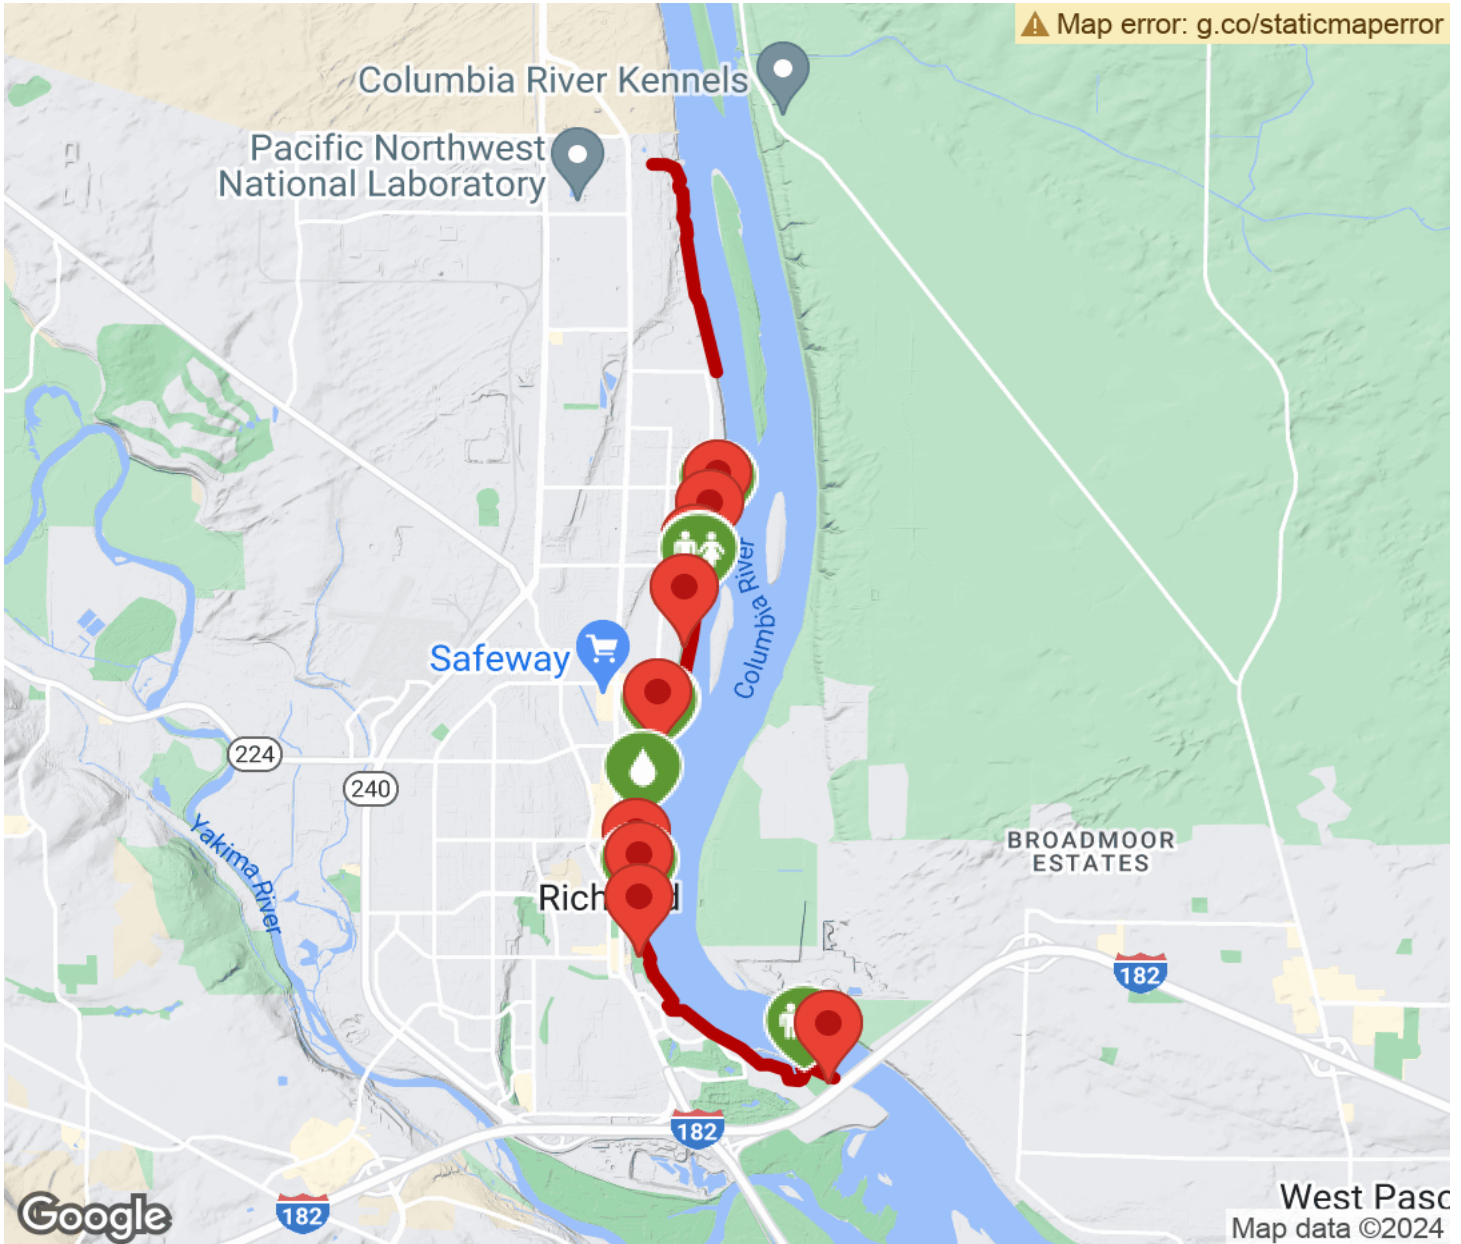 Map error: g.co/staticmaperror
Columbia River Kennels
Pacific Northwest
National Laboratory
Columbia River
Safeway
224
240
Yakima River
BROADMOOR
ESTATES
182
182
182
Google
West Pasc
Map data ©2024